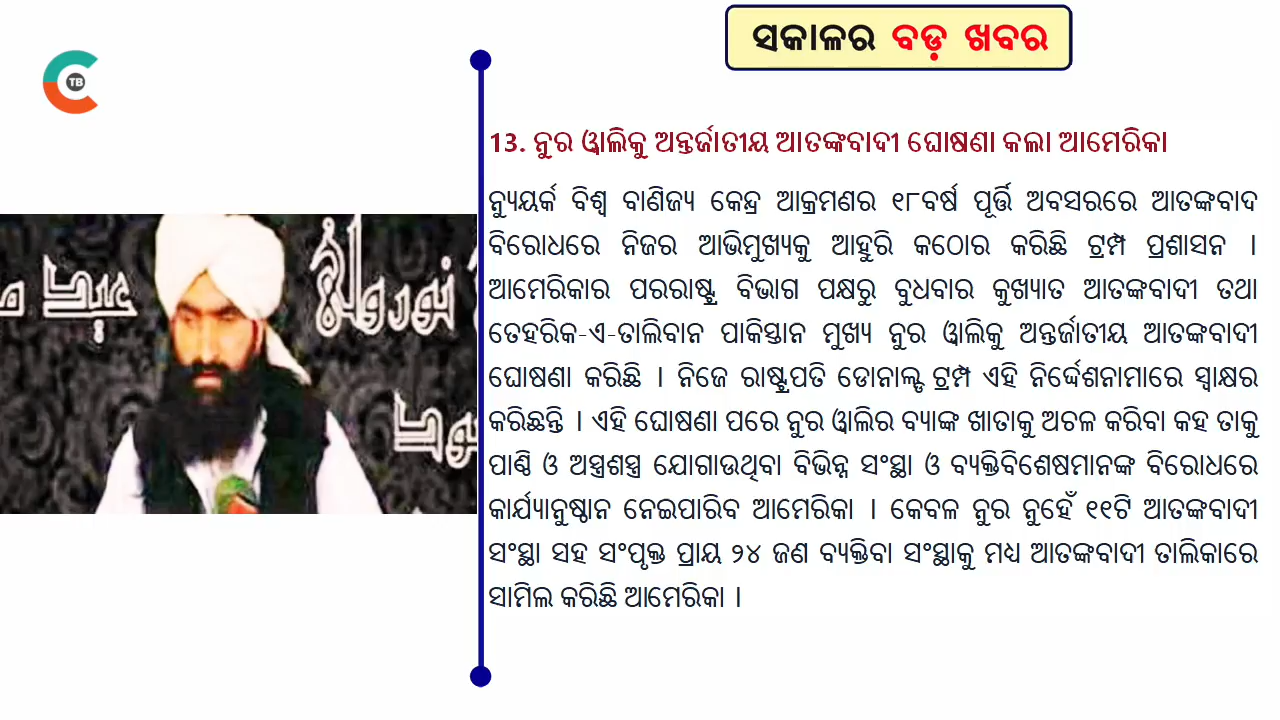 ସକାଳର ବଡ଼ ଖବର
TB
13. ନୁର ୱାଲିକୁ ଅନ୍ତର୍ଜାତୀୟ ଆତଙ୍କବାଦୀ ଘୋଷଣା କଲା ଆମେରିକା
ନ୍ୟୁୟର୍କ ବିଶ୍ୱ ବାଣିଜ୍ୟ କେନ୍ଦ୍ର ଆକ୍ରମଣର ୧୮ବର୍ଷ ପୂର୍ତ୍ତି ଅବସରରେ ଆତଙ୍କବାଦ
ବିରୋଧରେ ନିଜର ଆଭିମୁଖ୍ୟକୁ ଆହୁରି କଠୋର କରିଛି ଟ୍ରମ୍ପ ପ୍ରଶାସନ ।
ଆମେରିକାର ପରରାଷ୍ଟ୍ର ବିଭାଗ ପକ୍ଷରୁ ବୁଧବାର କୁଖ୍ୟାତ ଆତଙ୍କବାଦୀ ତଥା
ତେହରିକ-ଏ-ତାଲିବାନ ପାକିସ୍ତାନ ମୁଖ୍ୟ ନୁର ୱାଲିକୁ ଅନ୍ତର୍ଜାତୀୟ ଆତଙ୍କବାଦୀ
ଘୋଷଣା କରିଛି । ନିଜେ ରାଷ୍ଟ୍ରପତି ଡୋନାଲ୍ଡ ଟ୍ରମ୍ପ ଏହି ନିର୍ଦ୍ଦେଶନାମାରେ ସ୍ୱାକ୍ଷର
କରିଛନ୍ତି । ଏହି ଘୋଷଣା ପରେ ନୁର ୱାଲିର ବ୍ୟାଙ୍କ ଖାତାକୁ ଅଚଳ କରିବା କହ ତାକୁ
ପାଣ୍ଠି ଓ ଅସ୍ତ୍ରଶସ୍ତ୍ର ଯୋଗାଉଥିବା ବିଭିନ୍ନ ସଂସ୍ଥା ଓ ବ୍ୟକ୍ତିବିଶେଷମାନଙ୍କ ବିରୋଧରେ
କାର୍ଯ୍ୟାନୁଷ୍ଠାନ ନେଇପାରିବ ଆମେରିକା । କେବଳ ନୁର ନୁହେଁ ୧୧ଟି ଆତଙ୍କବାଦୀ
ସଂସ୍ଥା ସହ ସଂପୃକ୍ତ ପ୍ରାୟ ୨୪ ଜଣ ବ୍ୟକ୍ତିବା ସଂସ୍ଥାକୁ ମଧ୍ୟ ଆତଙ୍କବାଦୀ ତାଲିକାରେ
ସାମିଲ କରିଛି ଆମେରିକା ।